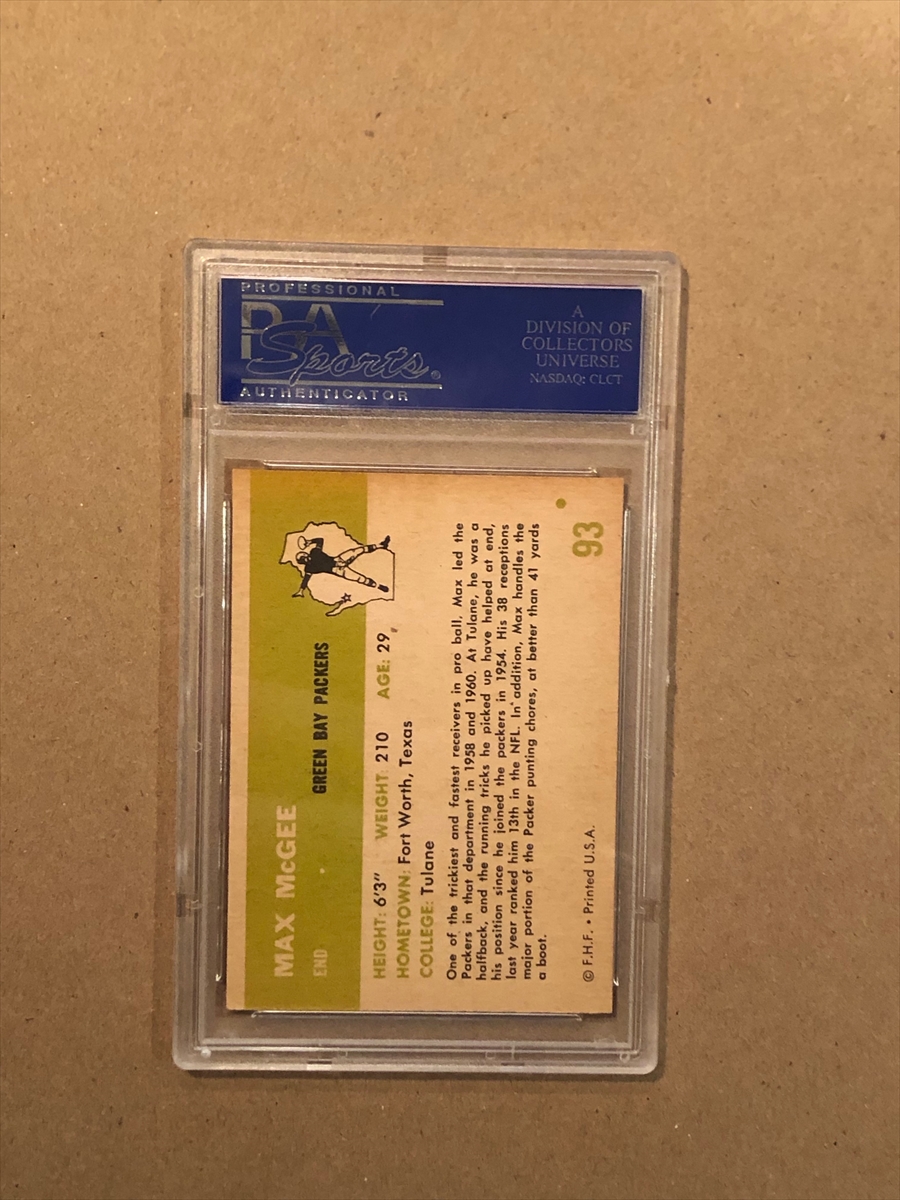 PROFESSIONAL
PSA
Sports
AUTHENTICATOR
A
DIVISION OF
COLLECTORS
UNIVERSE
NASDAQ: CLCT
MAX McGEE
END
GREEN BAY PACKERS
HEIGHT: 6'3" WEIGHT: 210 AGE: 29
HOMETOWN: Fort Worth, Texas
COLLEGE: Tulane
One of the trickiest and fastest receivers in pro ball, Max led the
Packers in that department in 1958 and 1960. At Tulane, he was a
halfback, and the running tricks he picked up have helped at end,
his position since he joined the packers in 1954. His 38 receptions
last year ranked him 13th in the NFL. In addition, Max handles the
major portion of the Packer punting chores, at better than 41 yards
a boot.
© F.H.F. • Printed U.S.A.
93